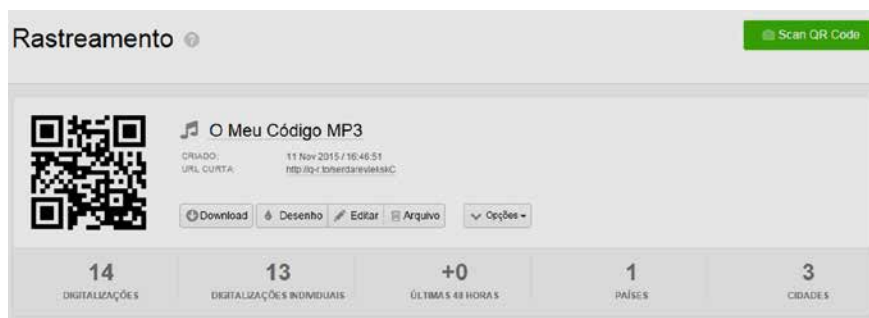 Rastreamento ?
Scan QR Code
O Meu Código MP3
CRIADO: 11 Nov 2015 / 16:46:51
URL CURTA:
Download Desenho Editar Arquivo Opções
14 13 +0 1 3
DIGITALIZAÇÕES DIGITALIZAÇÕES INDIVIDUAIS ÚLTIMAS 48 HORAS PAÍSES CIDADES